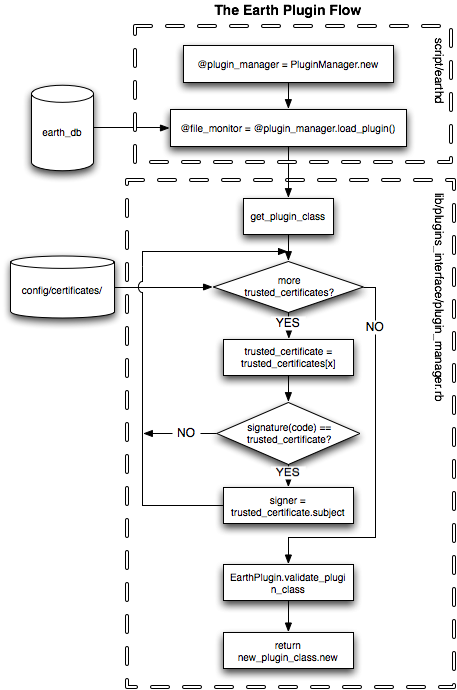 The Earth Plugin Flow
script/earthd
@plugin_manager = PluginManager.new
earth_db
@file_monitor = @plugin_manager.load_plugin()
lib/plugins_interface/plugin_manager.rb
get_plugin_class
config/certificates/
more
trusted_certificates?
YES
NO
trusted_certificate =
trusted_certificates[x]
signature(code) ==
trusted_certificate?
NO
YES
signer =
trusted_certificate.subject
EarthPlugin.validate_plugi
n_class
return
new_plugin_class.new